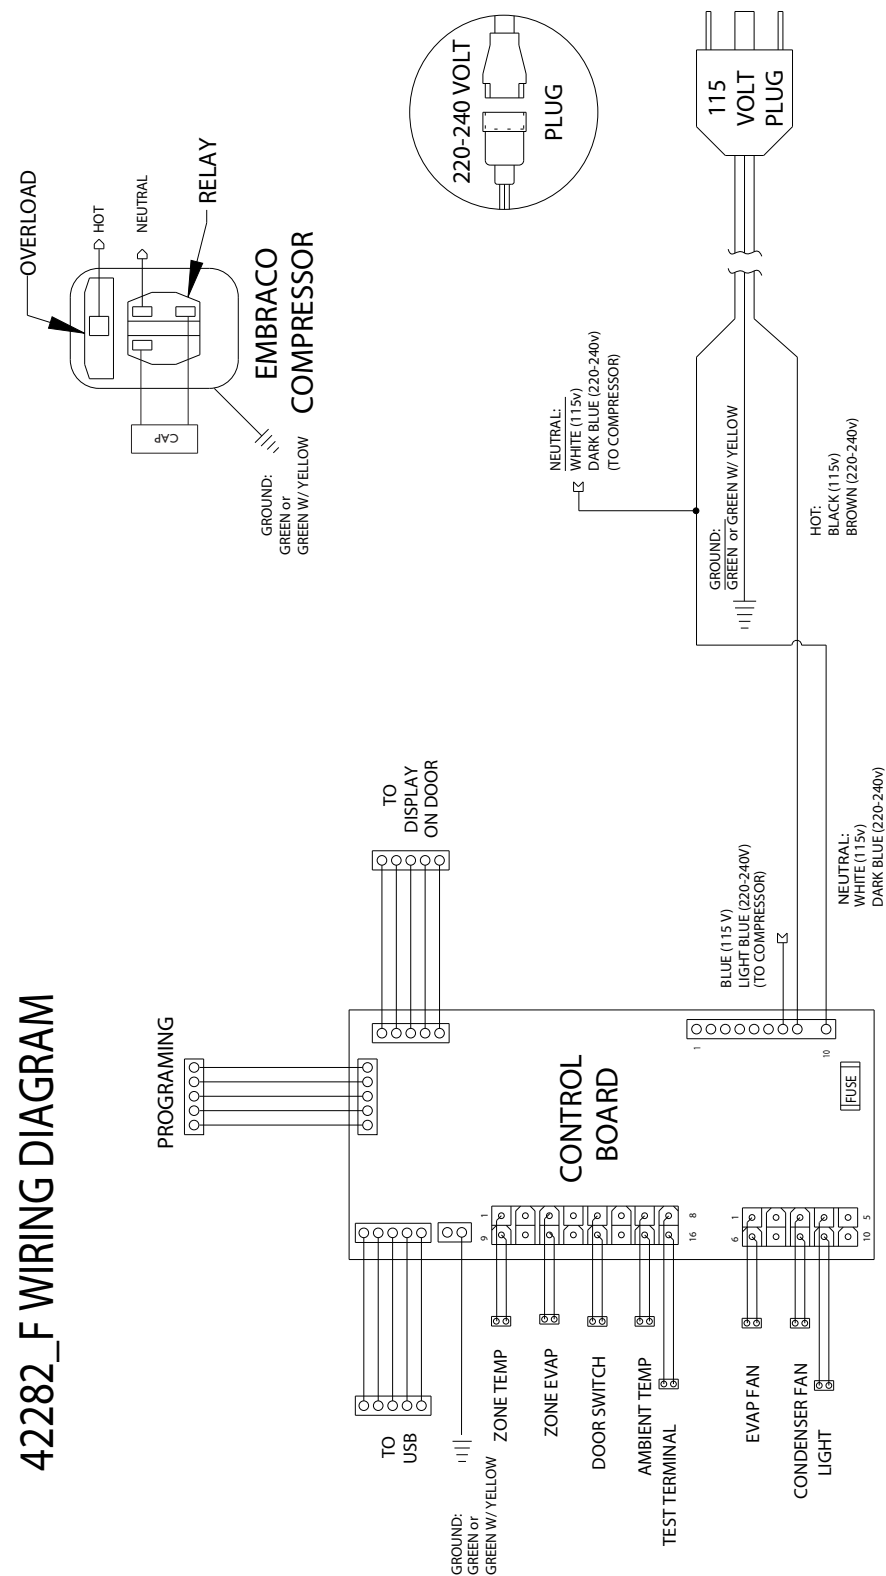 42282_F WIRING DIAGRAM
PROGRAMING
TO
USB
TO
DISPLAY
ON DOOR
OVERLOAD
HOT
NEUTRAL
RELAY
CAP
EMBRACO
COMPRESSOR
GROUND:
GREEN or
GREEN W/ YELLOW
220-240 VOLT
PLUG
115
VOLT
PLUG
NEUTRAL:
WHITE (115v)
DARK BLUE (220-240v)
(TO COMPRESSOR)
GROUND:
GREEN or GREEN W/ YELLOW
HOT:
BLACK (115v)
BROWN (220-240v)
GROUND:
GREEN or
GREEN W/ YELLOW
ZONE TEMP
ZONE EVAP
DOOR SWITCH
AMBIENT TEMP
TEST TERMINAL
EVAP FAN
CONDENSER FAN
LIGHT
9 1
16 8
6 1
10 5
CONTROL
BOARD
FUSE
1
10
BLUE (115 V)
LIGHT BLUE (220-240V)
(TO COMPRESSOR)
NEUTRAL:
WHITE (115v)
DARK BLUE (220-240v)